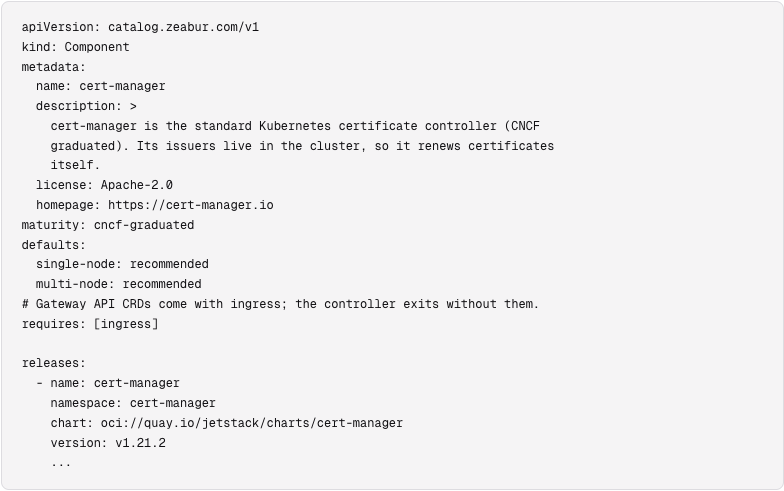 apiVersion: catalog.zeabur.com/v1
kind: Component
metadata:
  name: cert-manager
  description: >
    cert-manager is the standard Kubernetes certificate controller (CNCF
    graduated). Its issuers live in the cluster, so it renews certificates
    itself.
  license: Apache-2.0
  homepage: https://cert-manager.io
maturity: cncf-graduated
defaults:
  single-node: recommended
  multi-node: recommended
# Gateway API CRDs come with ingress; the controller exits without them.
requires: [ingress]

releases:
  - name: cert-manager
    namespace: cert-manager
    chart: oci://quay.io/jetstack/charts/cert-manager
    version: v1.21.2
    ...